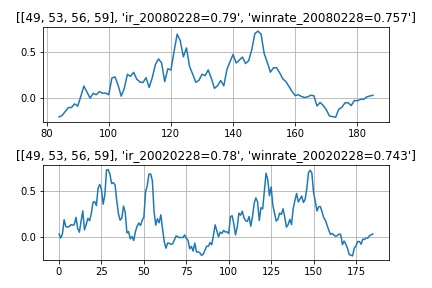 [[49, 53, 56, 59], 'ir_20080228=0.79', 'winrate_20080228=0.757']
0.5
0.0
80 100 120 140 160 180
[[49, 53, 56, 59], 'ir_20020228=0.78', 'winrate_20020228=0.743']
0.5
0.0
0 25 50 75 100 125 150 175